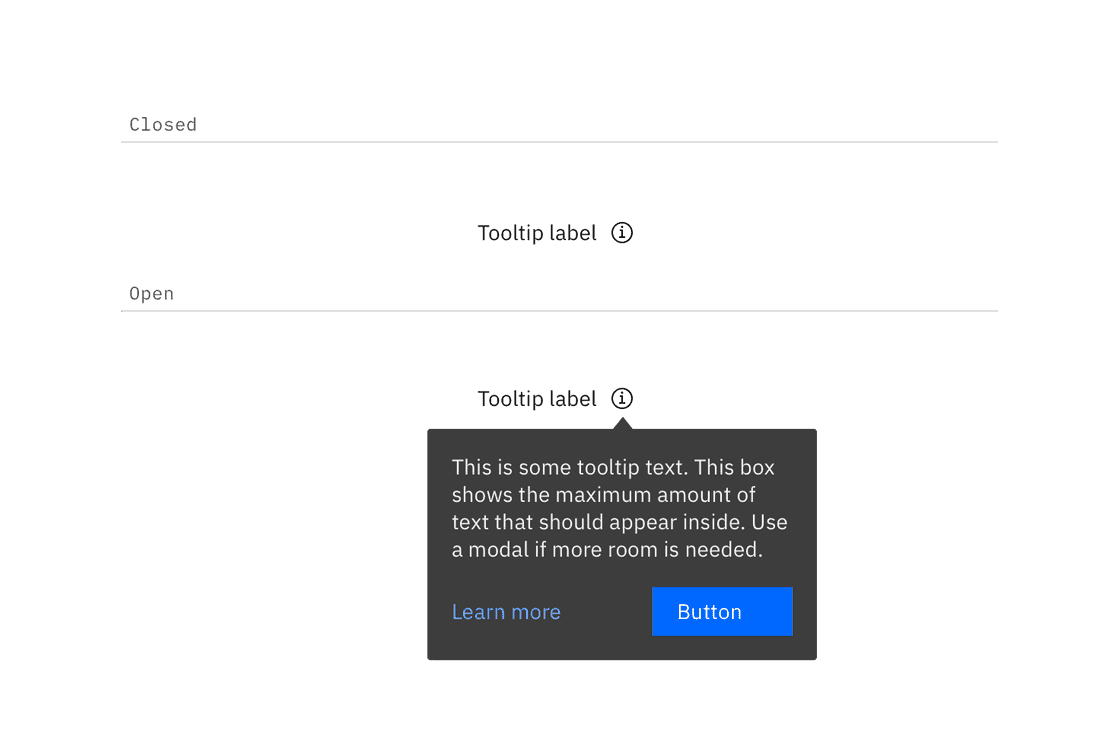 Closed
Tooltip label
Open
Tooltip label
This is some tooltip text. This box
shows the maximum amount of
text that should appear inside. Use
a modal if more room is needed.
Learn more
Button